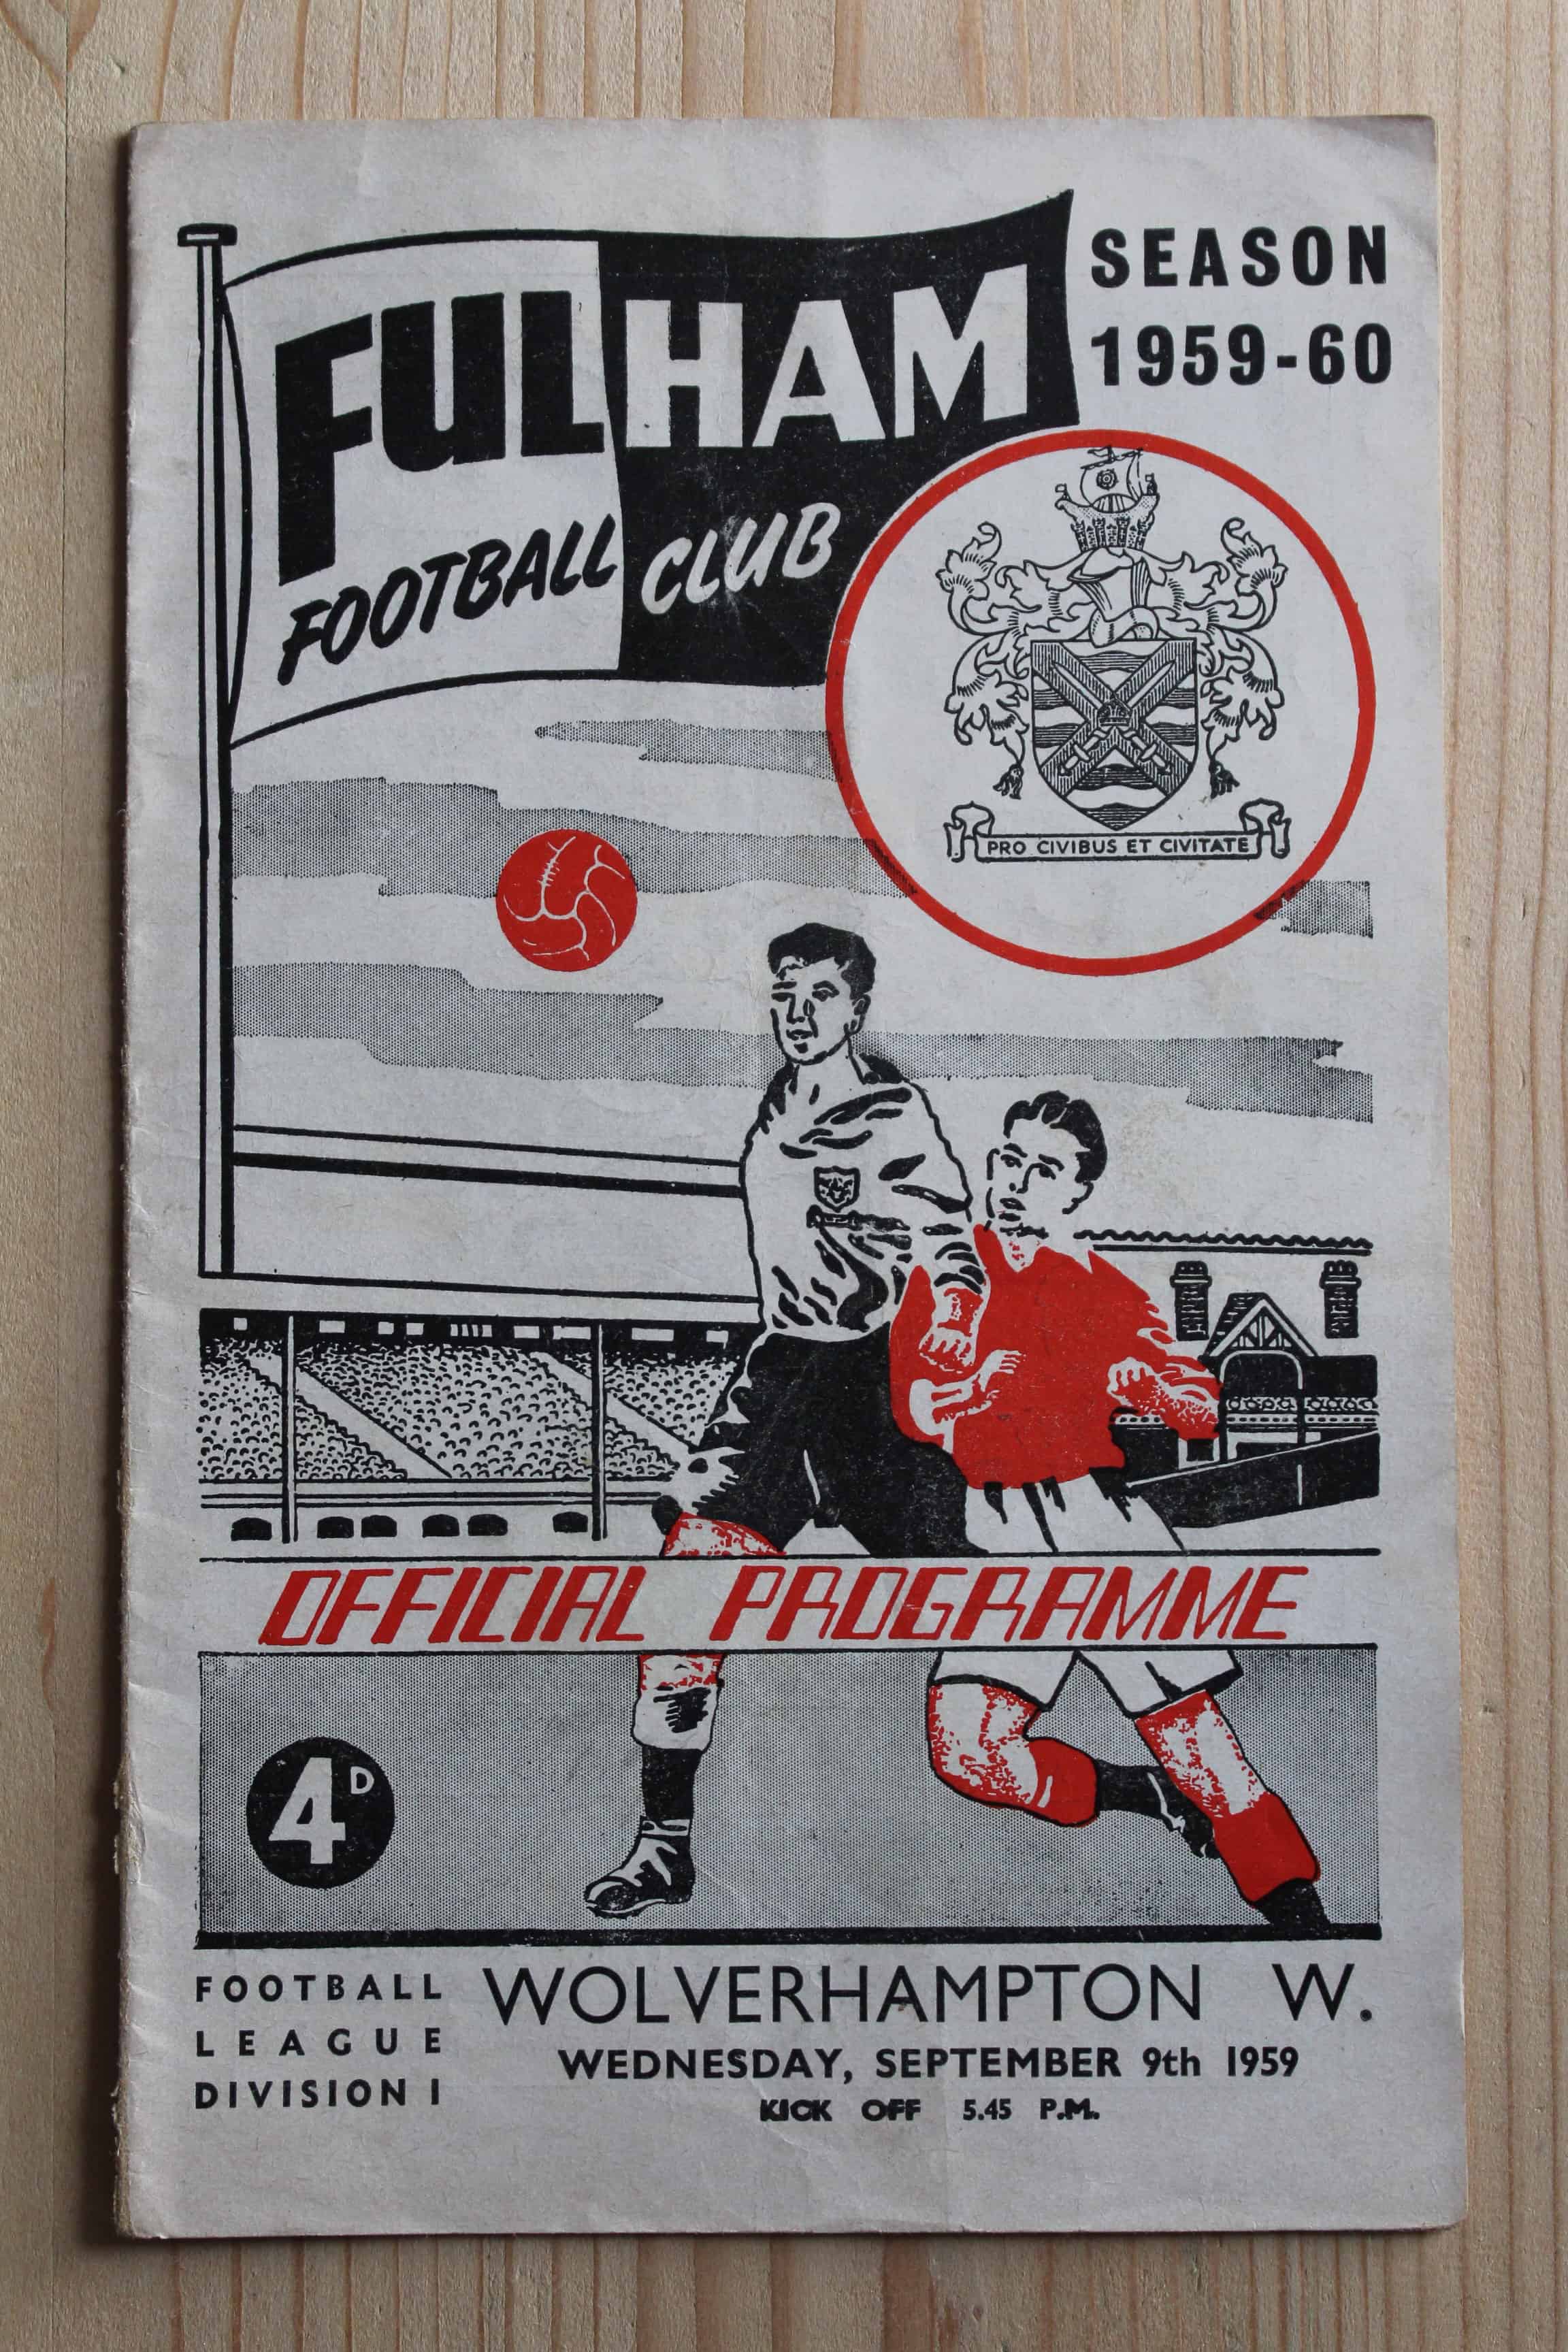 FULHAM
FOOTBALL CLUB
SEASON
1959-60
PRO CIVIBUS ET CIVITATE
OFFICIAL PROGRAMME
4D
FOOTBALL
LEAGUE
DIVISION I
WOLVERHAMPTON W.
WEDNESDAY, SEPTEMBER 9th 1959
KICK OFF 5.45 P.M.